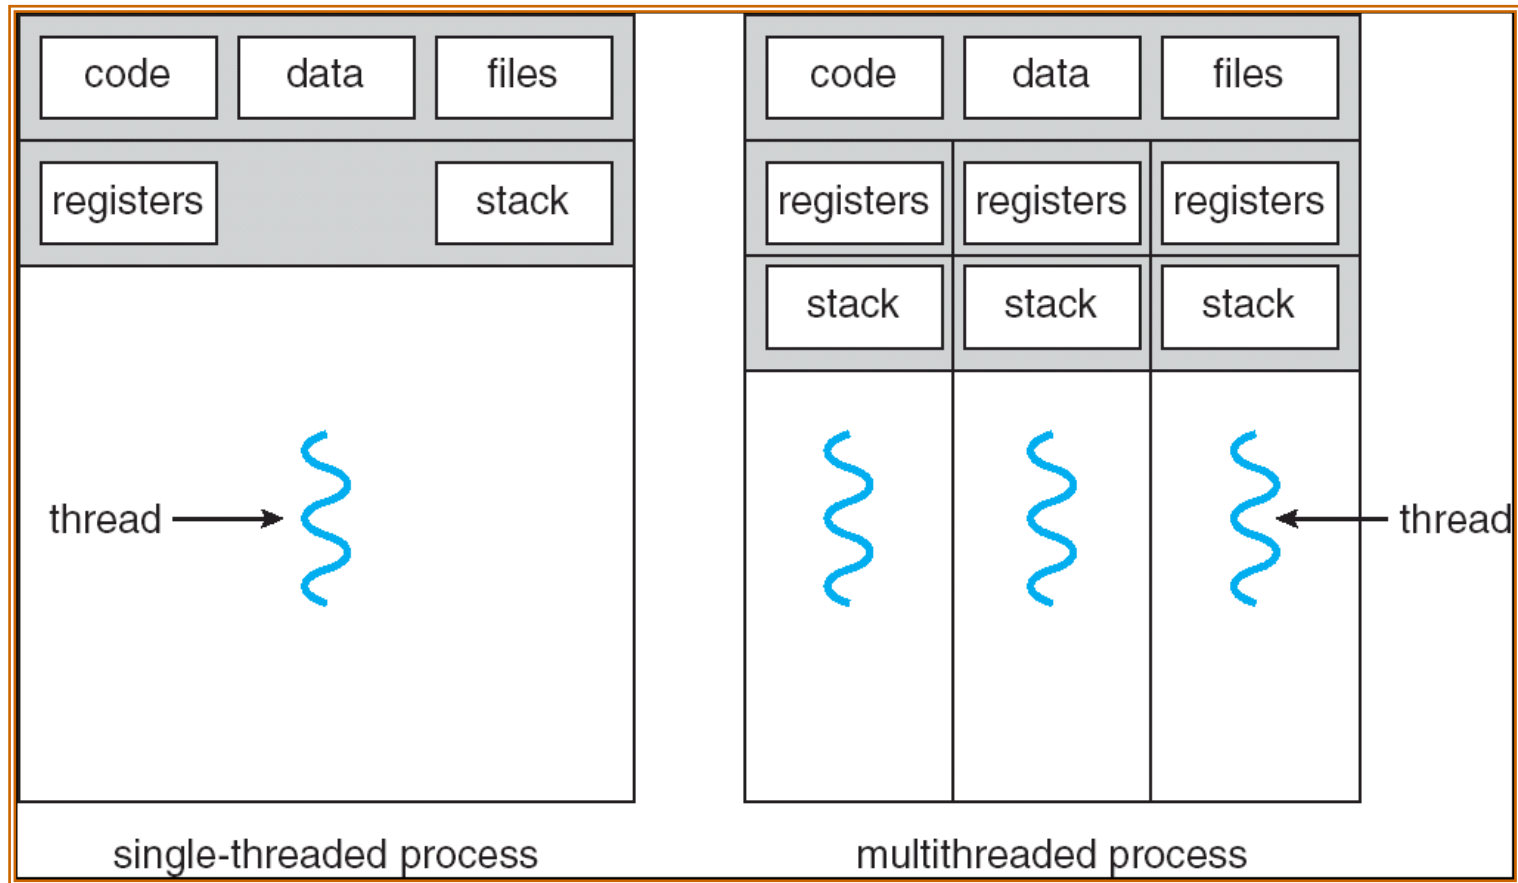 code data files
registers stack
thread
single-threaded process
code data files
registers registers registers
stack stack stack
thread
multithreaded process